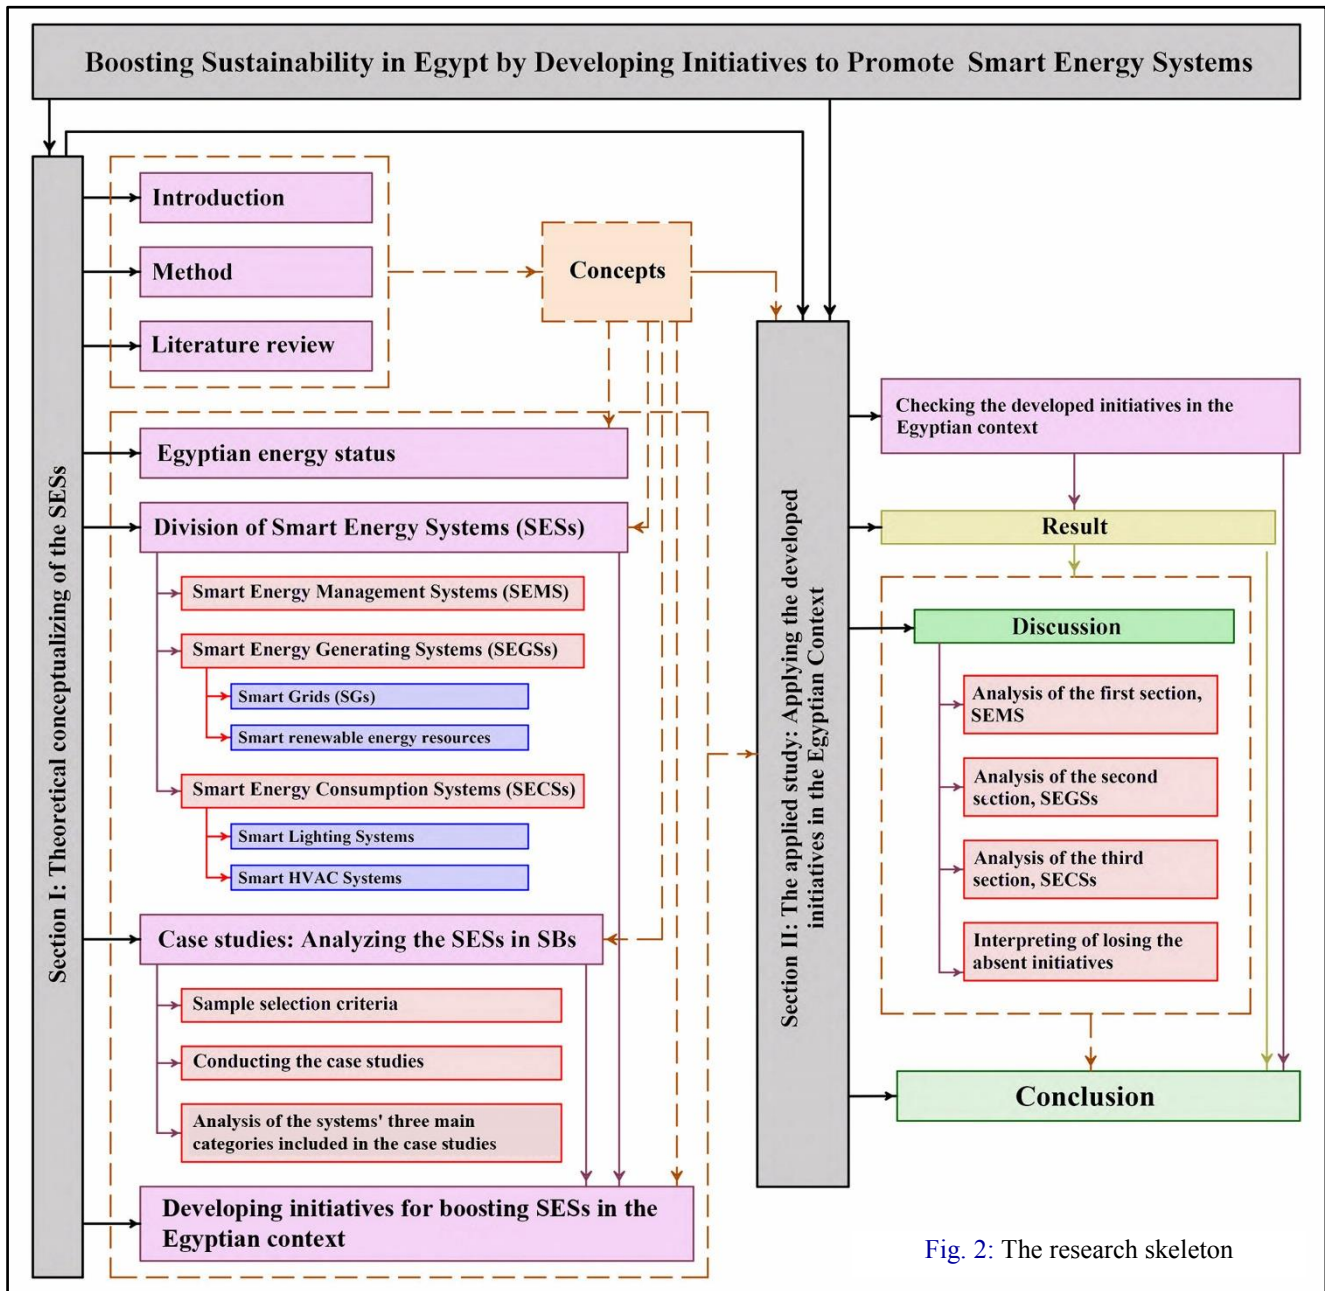 Boosting Sustainability in Egypt by Developing Initiatives to Promote Smart Energy Systems
Section I: Theoretical conceptualizing of the SESs
Introduction
Method
Literature review
Concepts
Egyptian energy status
Division of Smart Energy Systems (SESs)
Smart Energy Management Systems (SEMS)
Smart Energy Generating Systems (SEGSs)
Smart Grids (SGs)
Smart renewable energy resources
Smart Energy Consumption Systems (SECSs)
Smart Lighting Systems
Smart HVAC Systems
Case studies: Analyzing the SESs in SBs
Sample selection criteria
Conducting the case studies
Analysis of the systems' three main
categories included in the case studies
Developing initiatives for boosting SESs in the
Egyptian context
Section II: The applied study: Applying the developed
initiatives in the Egyptian Context
Checking the developed initiatives in the
Egyptian context
Result
Discussion
Analysis of the first section,
SEMS
Analysis of the second
section, SEGSs
Analysis of the third
section, SECSs
Interpreting of losing the
absent initiatives
Conclusion
Fig. 2: The research skeleton